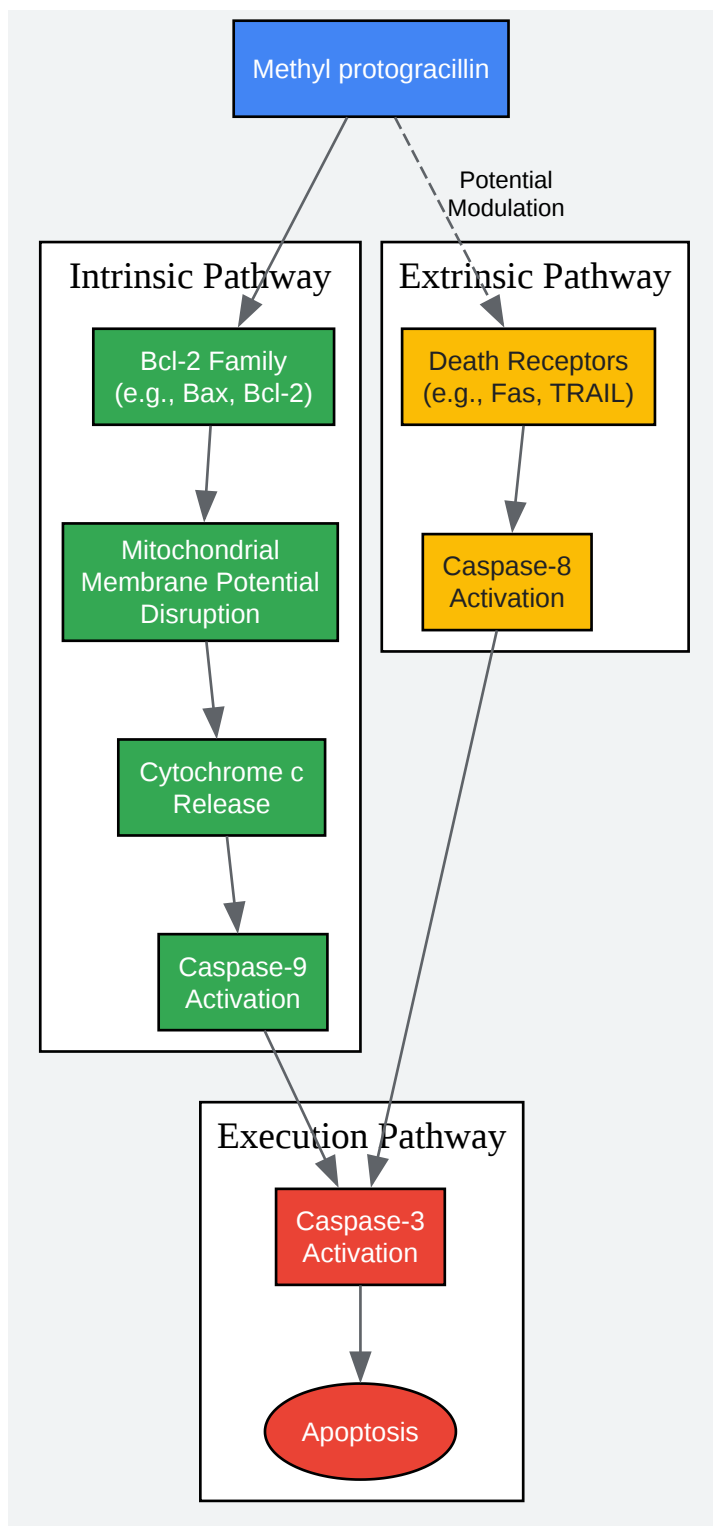 Methyl protogracillin
Potential
Modulation
Intrinsic Pathway
Bcl-2 Family
(e.g., Bax, Bcl-2)
Mitochondrial
Membrane Potential
Disruption
Cytochrome c
Release
Caspase-9
Activation
Extrinsic Pathway
Death Receptors
(e.g., Fas, TRAIL)
Caspase-8
Activation
Execution Pathway
Caspase-3
Activation
Apoptosis